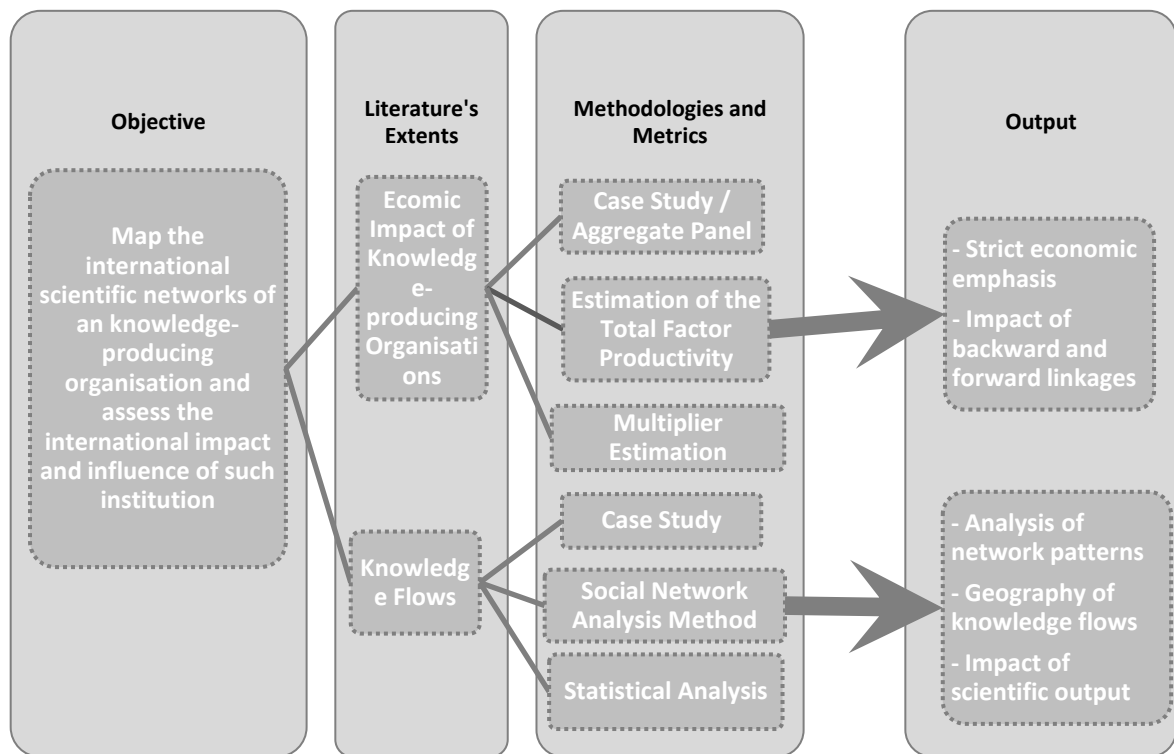 Objective
Map the
international
scientific networks of
an knowledge-
producing
organisation and
assess the
international impact
and influence of such
institution
Literature's
Extents
Ecomic
Impact of
Knowledg
e-
producing
Organisati
ons
Knowledg
e Flows
Methodologies and
Metrics
Case Study /
Aggregate Panel
Estimation of the
Total Factor
Productivity
Multiplier
Estimation
Case Study
Social Network
Analysis Method
Statistical Analysis
Output
- Strict economic
emphasis
- Impact of
backward and
forward linkages
- Analysis of
network patterns
- Geography of
knowledge flows
- Impact of
scientific output